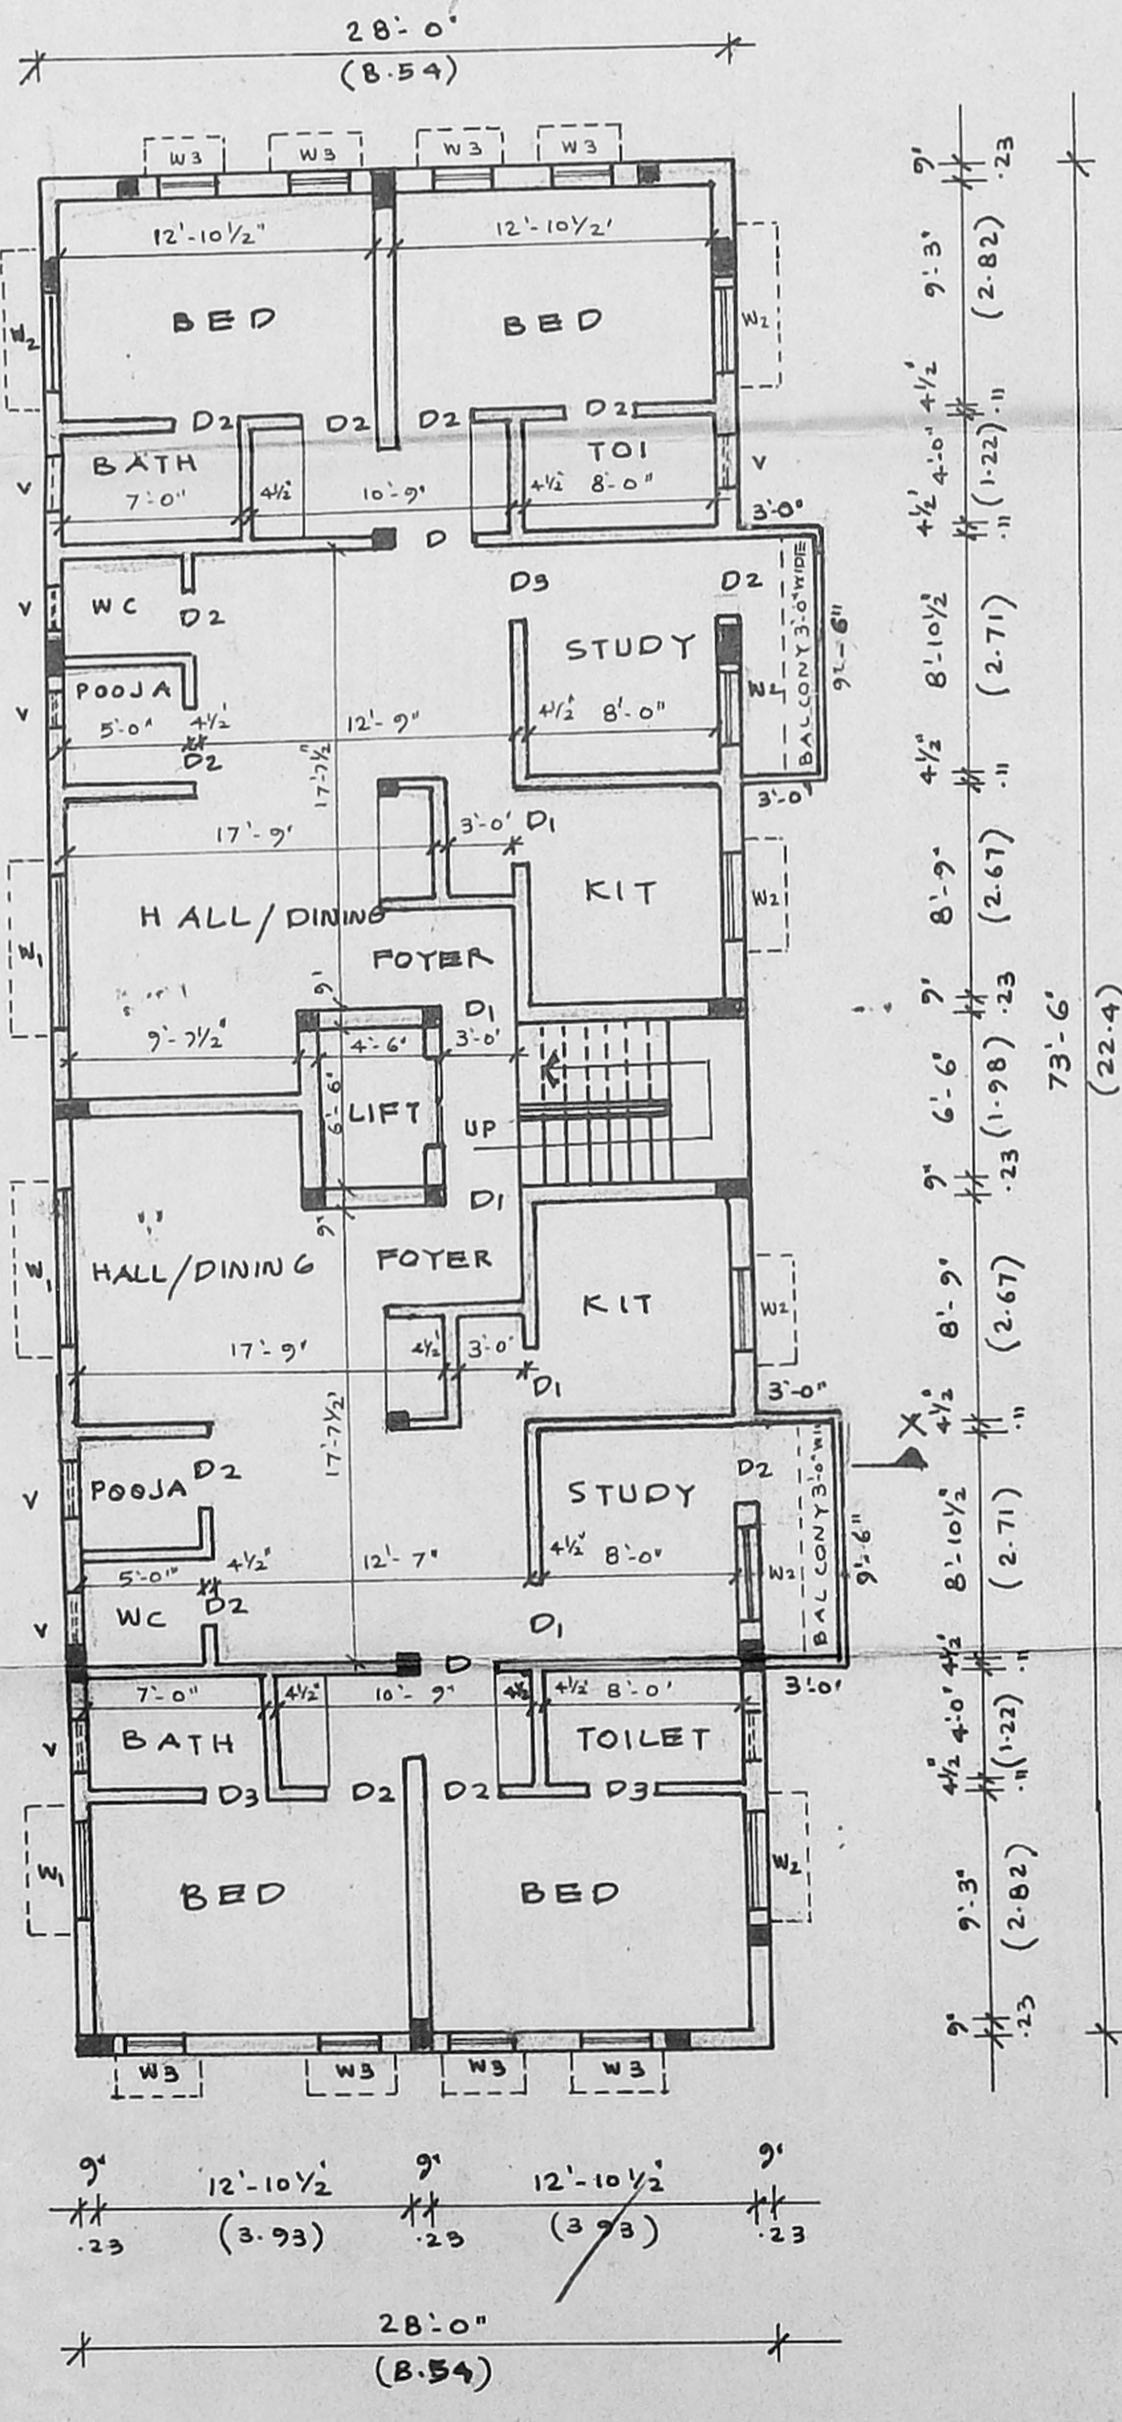 28'-0"
(8.54)
W3 W3 W3 W3
12'-10½" 12'-10½'
BED BED
W2 W2
D2 D2 D2 D2
BATH TOI
7'-0" 4½" 10'-9" 4½" 8'-0"
V V
D 3'-0"
WC D2 D2
V
STUDY
BALCONY 3'-0" WIDE
9'-6"
POOJA
V
5'-0" 4½' 12'-9" 4½" 8'-0"
D2
17'-7½"
3'-0"
17'-9' 3'-0' D1
KIT
W2
HALL/DINING
FOYER
W1
9' D1
9'-7½" 4'-6" 3'-0"
6'-6"
LIFT
UP
D1
9"
HALL/DINING FOYER
KIT
W2
17'-9' 4½' 3'-0"
D1
3'-0"
17'-7½'
X
POOJA D2
V
STUDY D2
BALCONY 3'-0"WI
9'-6"
5'-0" 4½" 12'-7" 4½" 8'-0" W2
WC D2
V
D1
D
3'-0'
7'-0" 4½" 10'-9" 4½ 4½" 8'-0'
BATH TOILET
V
D3 D2 D2 D3
W1 W2
BED BED
W3 W3 W3 W3
9" 12'-10½' 9" 12'-10½' 9'
.23 (3.93) .23 (3.93) .23
28'-0"
(8.54)
9' .23
9'-3' (2.82)
4½' .11
4'-0" (1.22)
4½' .11
8'-10½" (2.71)
4½" .11
8'-9" (2.67)
9' .23
6'-6" (1.98)
9" .23
8'-9' (2.67)
4½" .11
8'-10½" (2.71)
4½' .11
4'-0" (1.22)
4½" .11
9'-3" (2.82)
9" .23
73'-6'
(22.4)